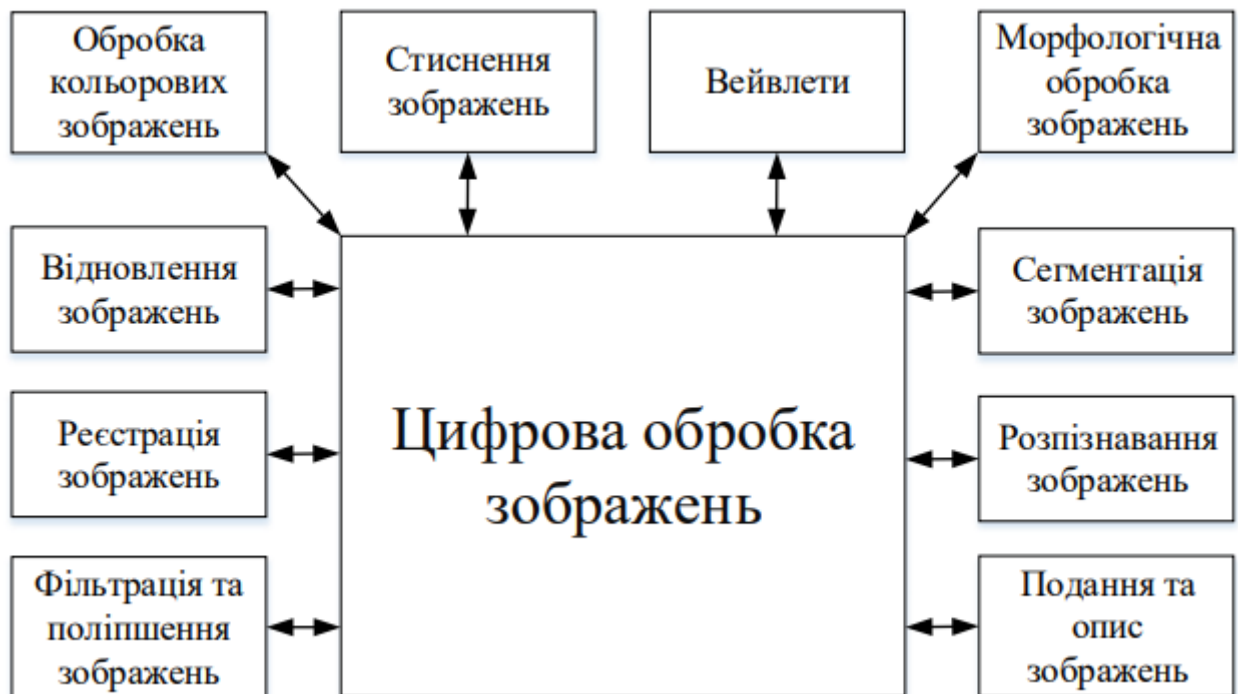 Обробка
кольорових
зображень
Стиснення
зображень
Вейвлети
Морфологічна
обробка
зображень
Відновлення
зображень
Сегментація
зображень
Цифрова обробка
зображень
Реєстрація
зображень
Розпізнавання
зображень
Фільтрація та
поліпшення
зображень
Подання та
опис
зображень